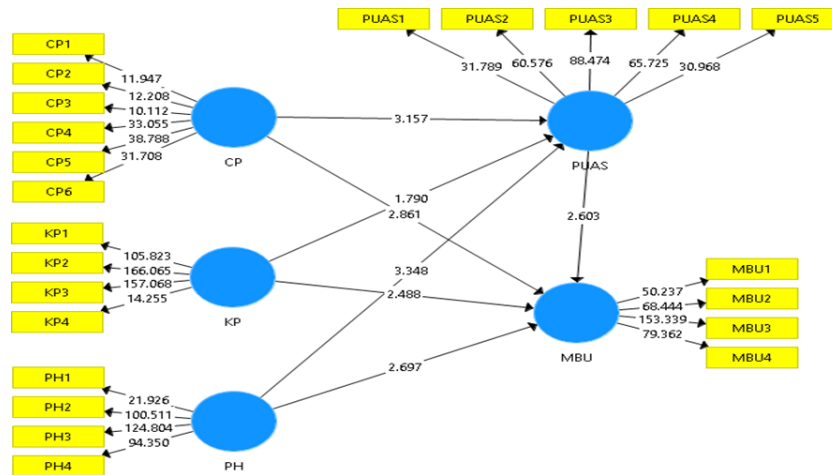 PUAS1
PUAS2
PUAS3
PUAS4
PUAS5
31.789
60.576
88.474
65.725
30.968
CP1
CP2
CP3
CP4
CP5
CP6
11.947
12.208
10.112
33.055
38.788
31.708
CP
3.157
PUAS
1.790
2.861
2.603
KP1
KP2
KP3
KP4
105.823
166.065
157.068
14.255
KP
3.348
2.488
MBU1
MBU2
MBU3
MBU4
50.237
68.444
153.339
79.362
MBU
2.697
PH1
PH2
PH3
PH4
21.926
100.511
124.804
94.350
PH